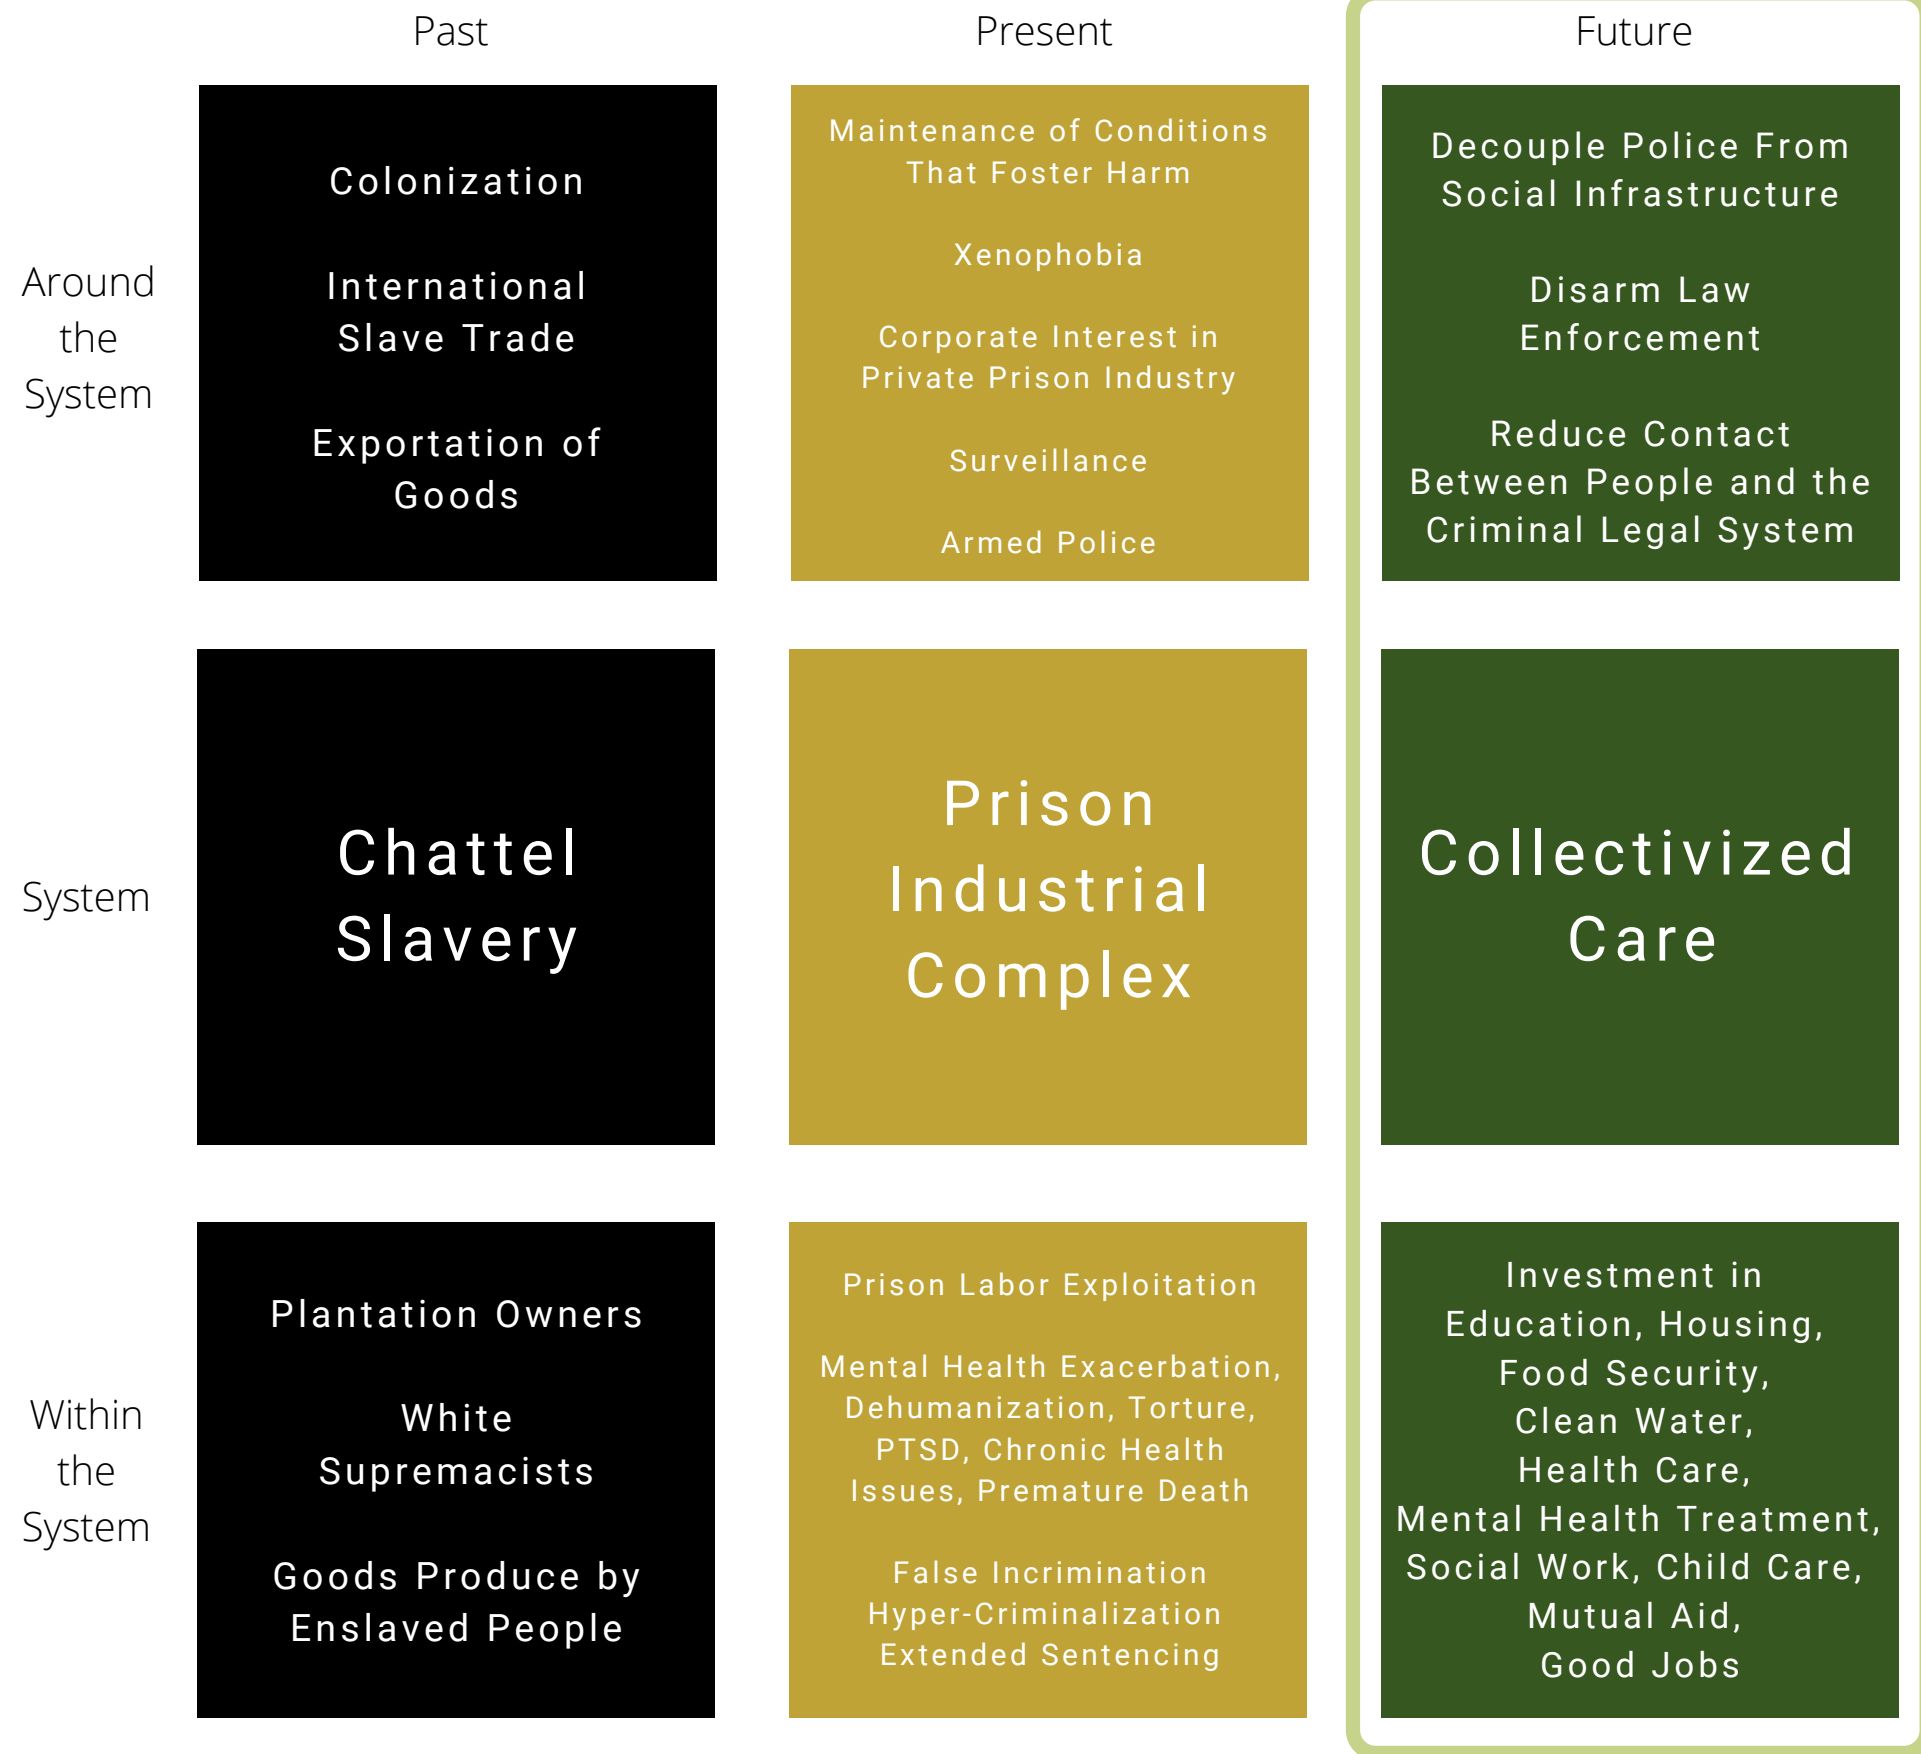 Past
Present
Future
Around
the
System
Colonization
International
Slave Trade
Exportation of
Goods
Maintenance of Conditions
That Foster Harm
Xenophobia
Corporate Interest in
Private Prison Industry
Surveillance
Armed Police
Decouple Police From
Social Infrastructure
Disarm Law
Enforcement
Reduce Contact
Between People and the
Criminal Legal System
System
Chattel
Slavery
Prison
Industrial
Complex
Collectivized
Care
Within
the
System
Plantation Owners
White
Supremacists
Goods Produce by
Enslaved People
Prison Labor Exploitation
Mental Health Exacerbation,
Dehumanization, Torture,
PTSD, Chronic Health
Issues, Premature Death
False Incrimination
Hyper-Criminalization
Extended Sentencing
Investment in
Education, Housing,
Food Security,
Clean Water,
Health Care,
Mental Health Treatment,
Social Work, Child Care,
Mutual Aid,
Good Jobs